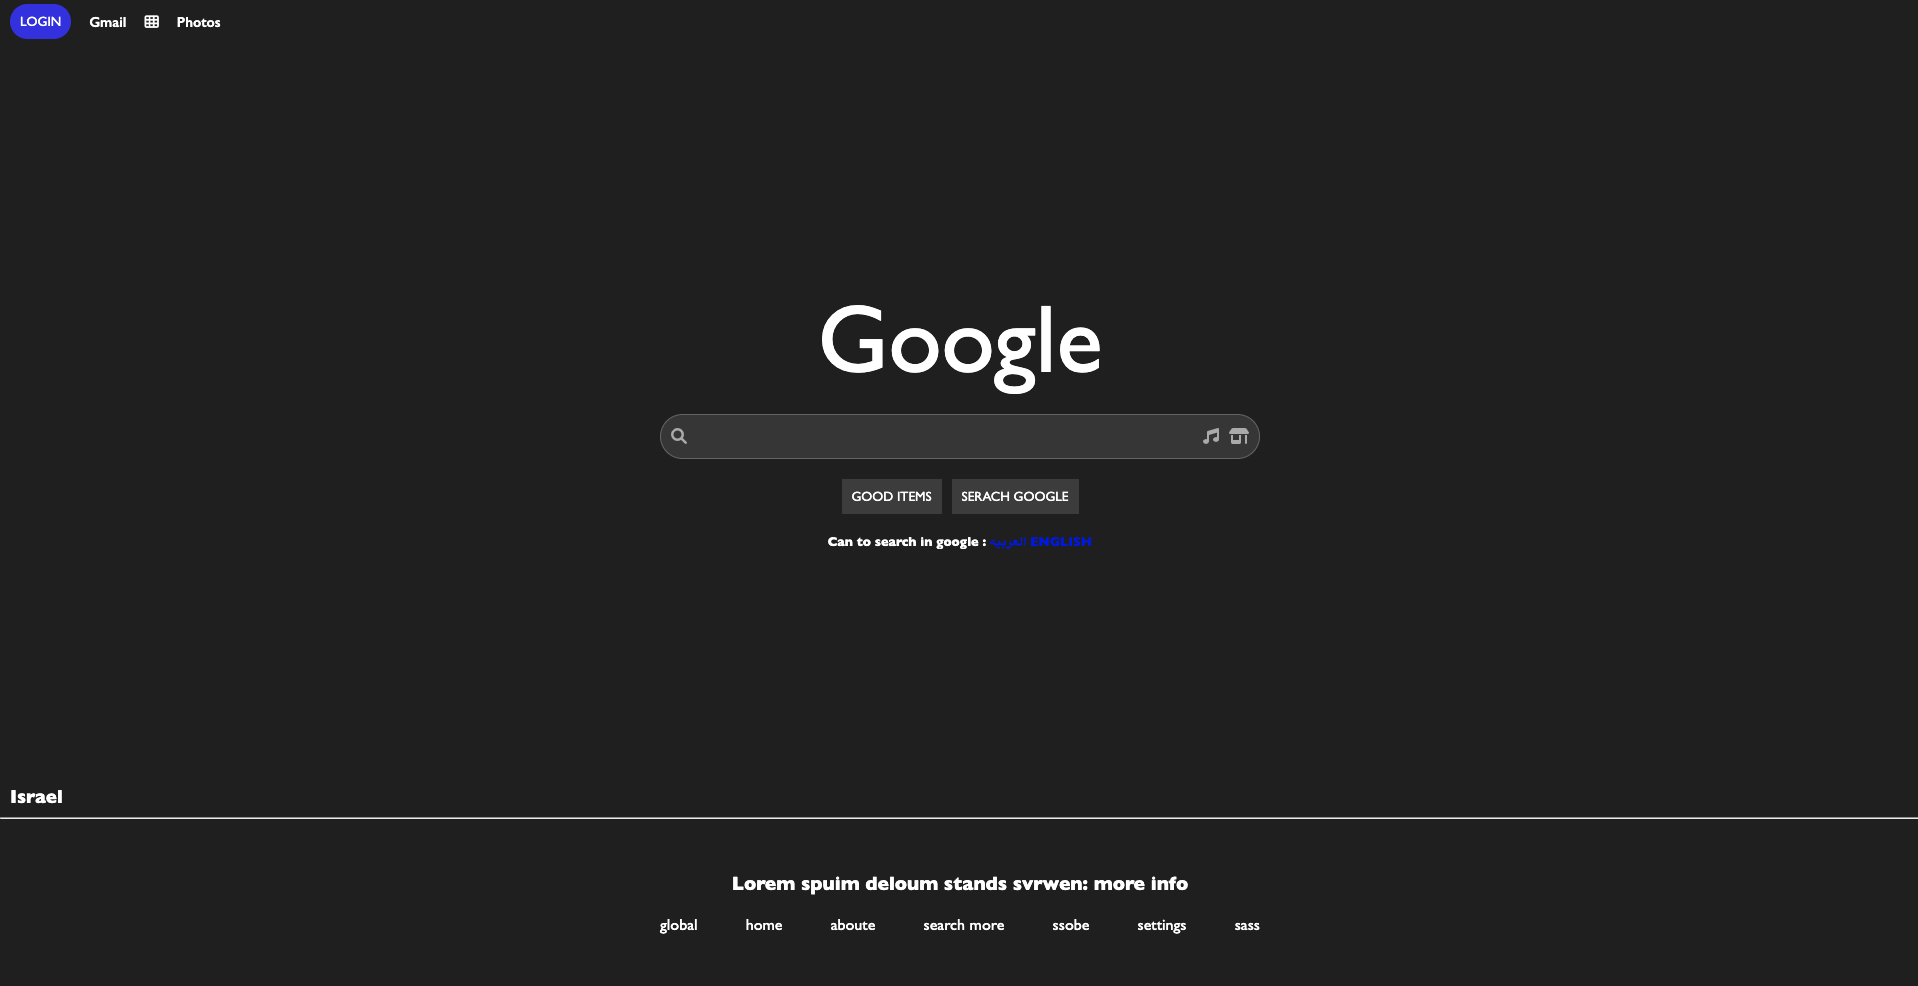 LOGIN Gmail Photos
Google
GOOD ITEMS SERACH GOOGLE
Can to search in google : العربية ENGLISH
Israel
Lorem spuim deloum stands svrwen: more info
global home aboute search more ssobe settings sass